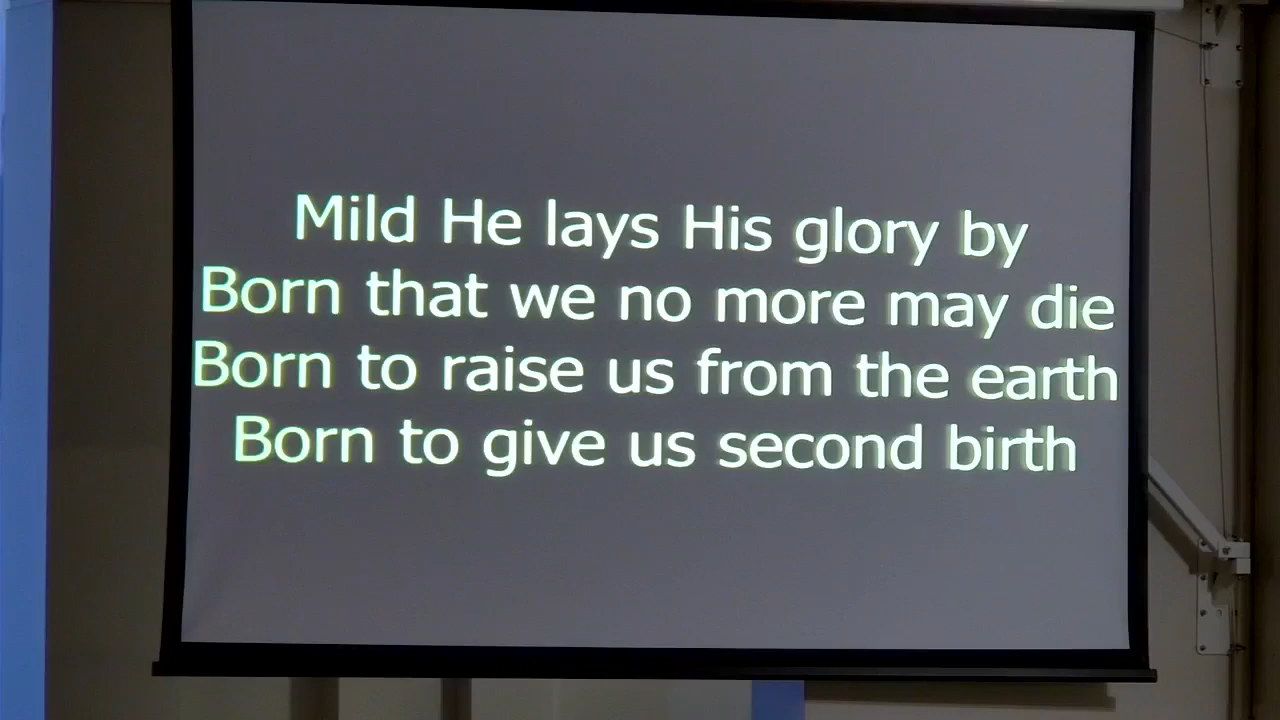 Mild He lays His glory by
Born that we no more may die
Born to raise us from the earth
Born to give us second birth